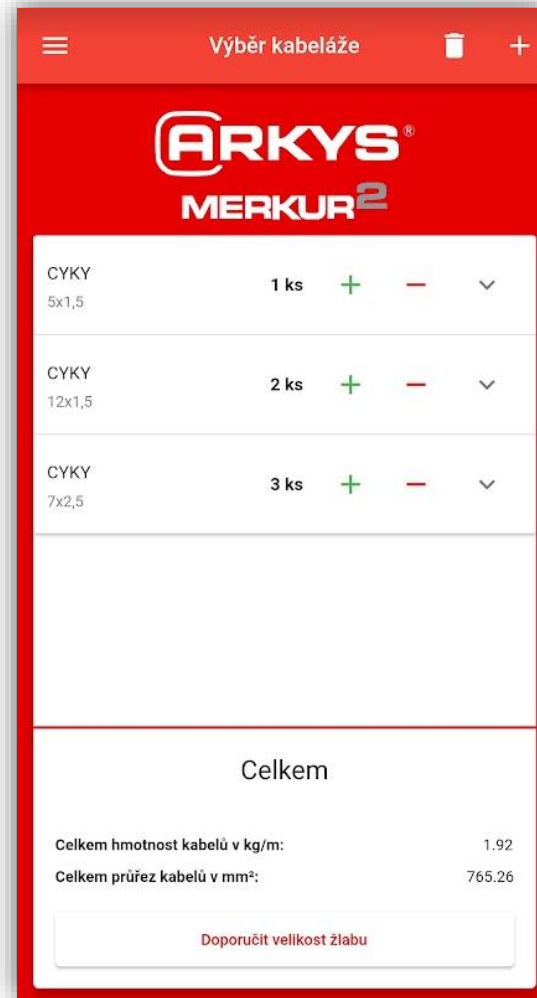 Výběr kabeláže
ARKYS®
MERKUR2
CYKY
5x1,5
1 ks
CYKY
12x1,5
2 ks
CYKY
7x2,5
3 ks
Celkem
Celkem hmotnost kabelů v kg/m: 1.92
Celkem průřez kabelů v mm²: 765.26
Doporučit velikost žlabu